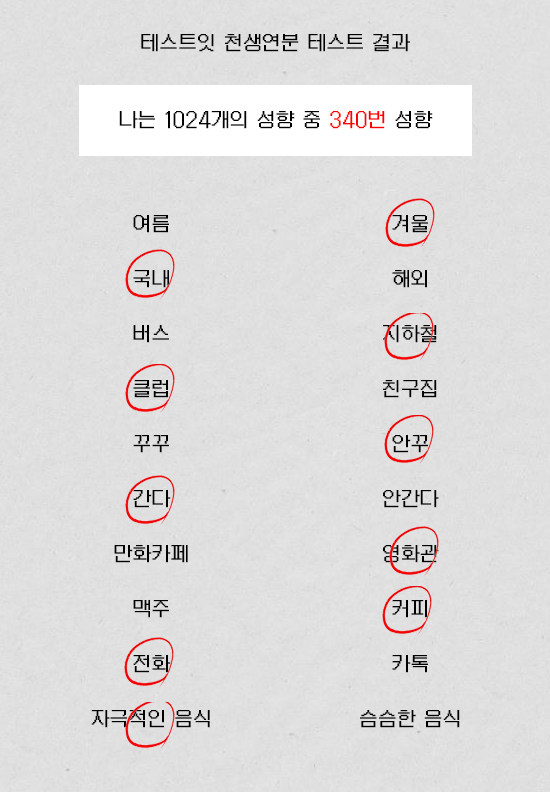 테스트잇 천생연분 테스트 결과
나는 1024개의 성향 중 340번 성향
여름 겨울
국내 해외
버스 지하철
클럽 친구집
꾸꾸 안꾸
간다 안간다
만화카페 영화관
맥주 커피
전화 카톡
자극적인 음식 슴슴한 음식